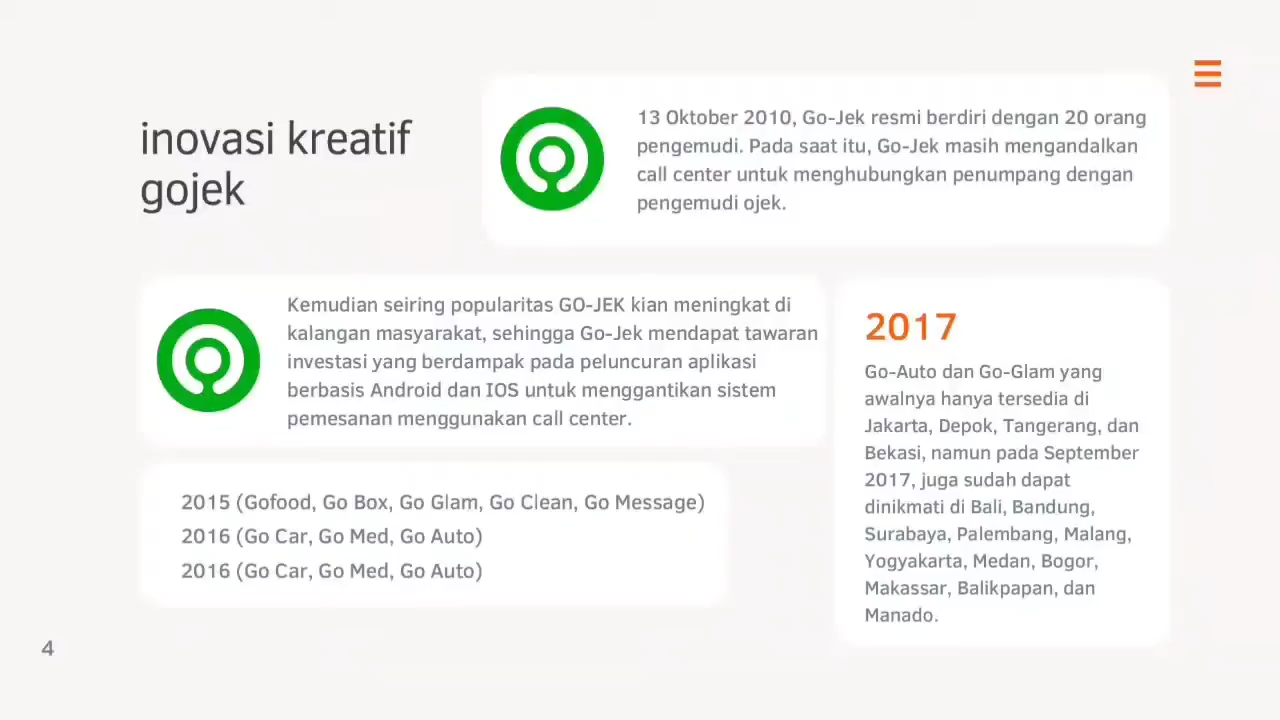 inovasi kreatif
gojek
13 Oktober 2010, Go-Jek resmi berdiri dengan 20 orang
pengemudi. Pada saat itu, Go-Jek masih mengandalkan
call center untuk menghubungkan penumpang dengan
pengemudi ojek.
Kemudian seiring popularitas GO-JEK kian meningkat di
kalangan masyarakat, sehingga Go-Jek mendapat tawaran
investasi yang berdampak pada peluncuran aplikasi
berbasis Android dan IOS untuk menggantikan sistem
pemesanan menggunakan call center.
2015 (Gofood, Go Box, Go Glam, Go Clean, Go Message)
2016 (Go Car, Go Med, Go Auto)
2016 (Go Car, Go Med, Go Auto)
2017
Go-Auto dan Go-Glam yang
awalnya hanya tersedia di
Jakarta, Depok, Tangerang, dan
Bekasi, namun pada September
2017, juga sudah dapat
dinikmati di Bali, Bandung,
Surabaya, Palembang, Malang,
Yogyakarta, Medan, Bogor,
Makassar, Balikpapan, dan
Manado.
4